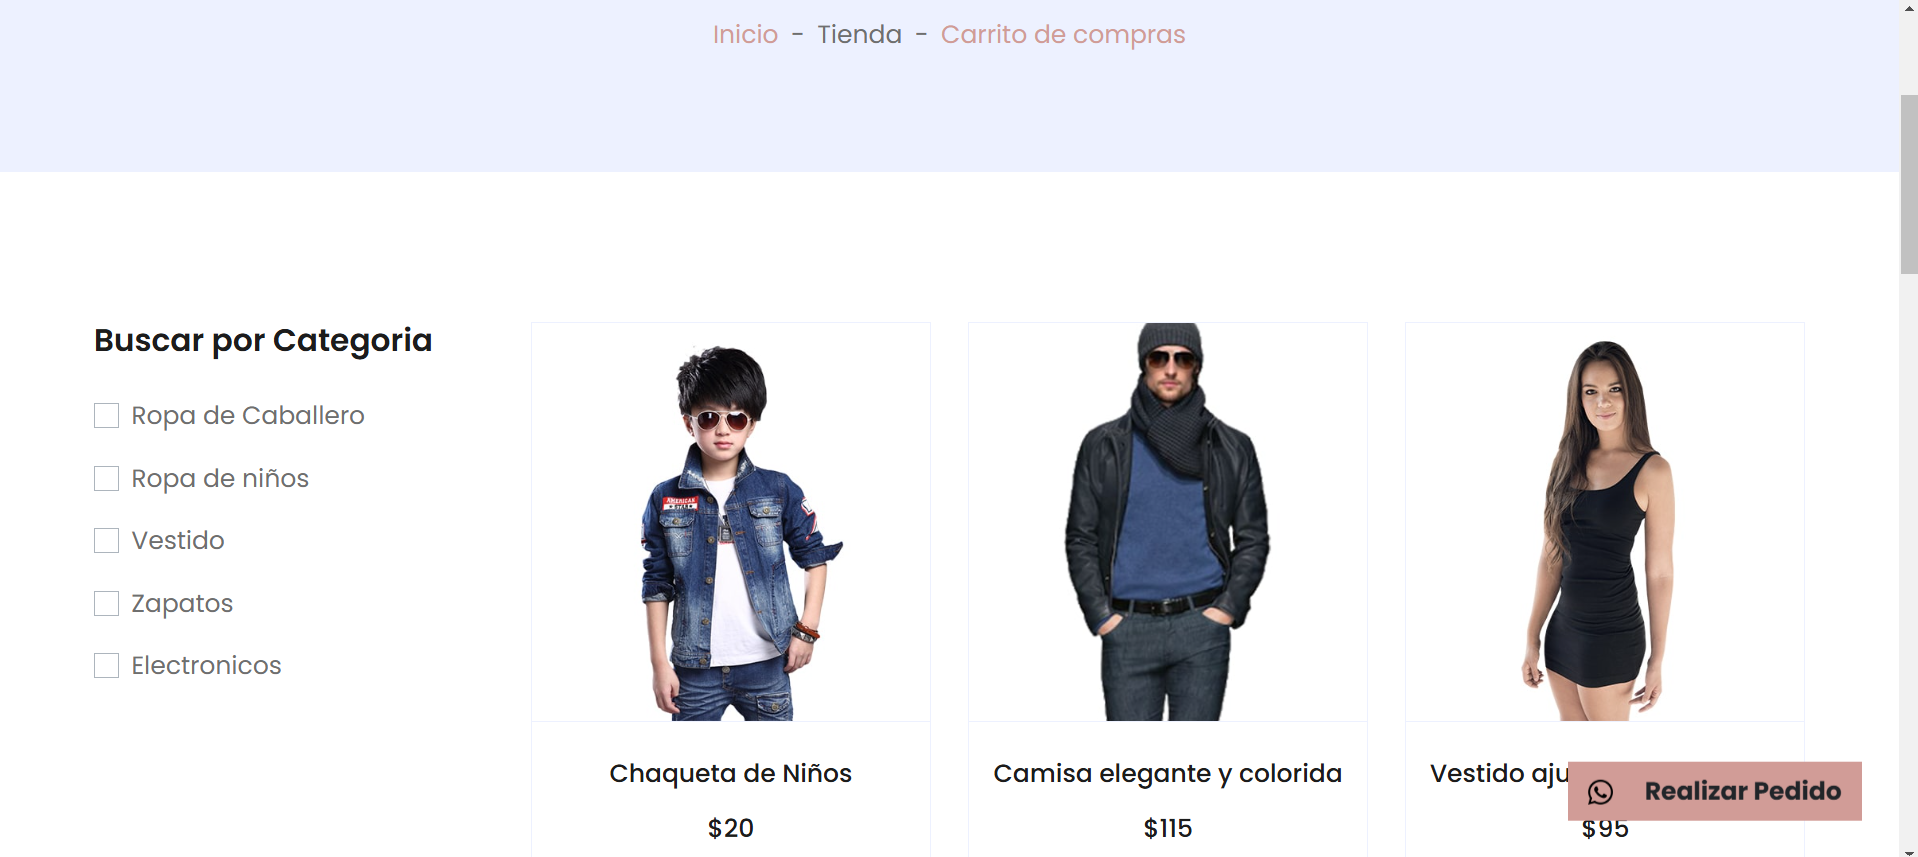 Inicio - Tienda - Carrito de compras
Buscar por Categoria
Ropa de Caballero
Ropa de niños
Vestido
Zapatos
Electronicos
AMERICAN
STAR
Chaqueta de Niños
$20
Camisa elegante y colorida
$115
Vestido aju
$95
Realizar Pedido